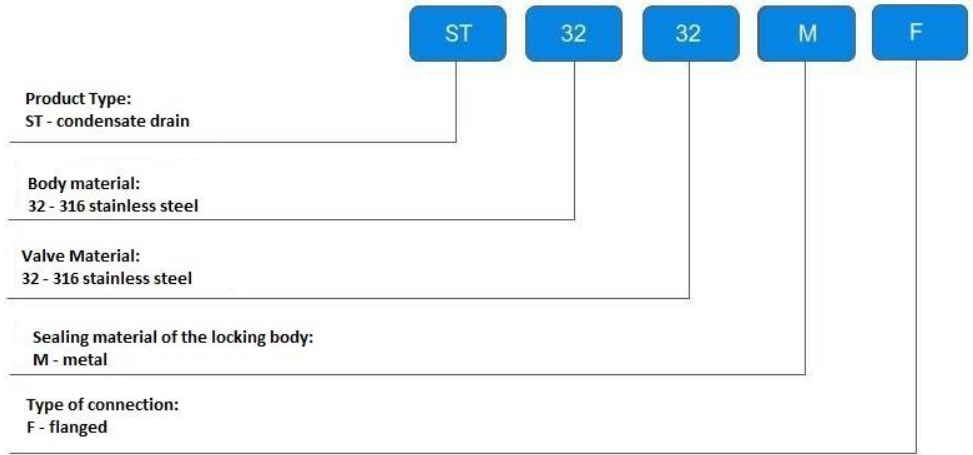 ST 32 32 M F
Product Type:
ST - condensate drain
Body material:
32 - 316 stainless steel
Valve Material:
32 - 316 stainless steel
Sealing material of the locking body:
M - metal
Type of connection:
F - flanged